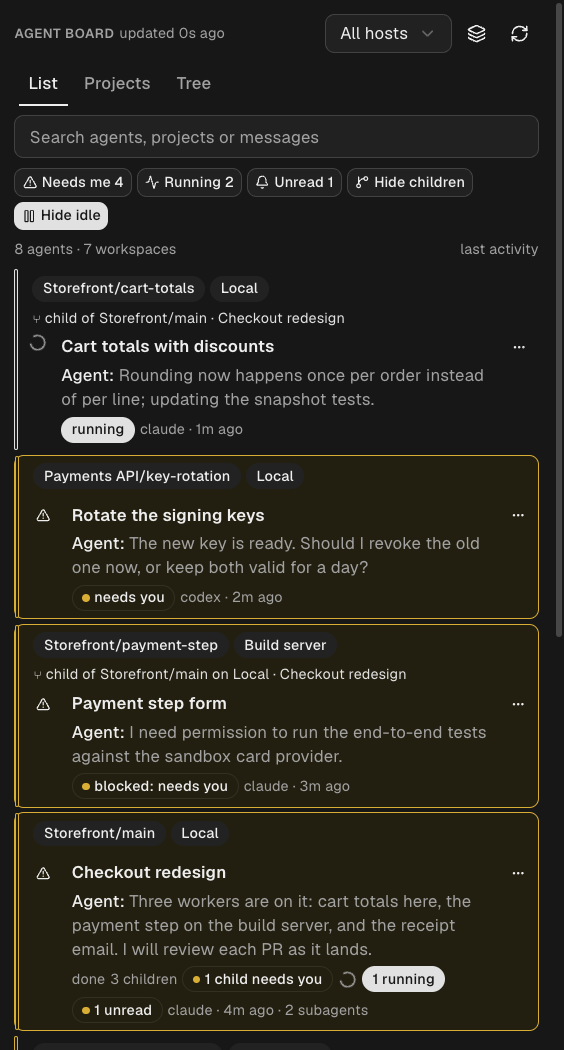 AGENT BOARD updated 0s ago
All hosts
List Projects Tree
Search agents, projects or messages
Needs me 4 Running 2 Unread 1 Hide children
Hide idle
8 agents · 7 workspaces last activity
Storefront/cart-totals Local
child of Storefront/main · Checkout redesign
Cart totals with discounts ...
Agent: Rounding now happens once per order instead
of per line; updating the snapshot tests.
running claude · 1m ago
Payments API/key-rotation Local
Rotate the signing keys ...
Agent: The new key is ready. Should I revoke the old
one now, or keep both valid for a day?
needs you codex · 2m ago
Storefront/payment-step Build server
child of Storefront/main on Local · Checkout redesign
Payment step form ...
Agent: I need permission to run the end-to-end tests
against the sandbox card provider.
blocked: needs you claude · 3m ago
Storefront/main Local
Checkout redesign ...
Agent: Three workers are on it: cart totals here, the
payment step on the build server, and the receipt
email. I will review each PR as it lands.
done 3 children 1 child needs you 1 running
1 unread claude · 4m ago · 2 subagents